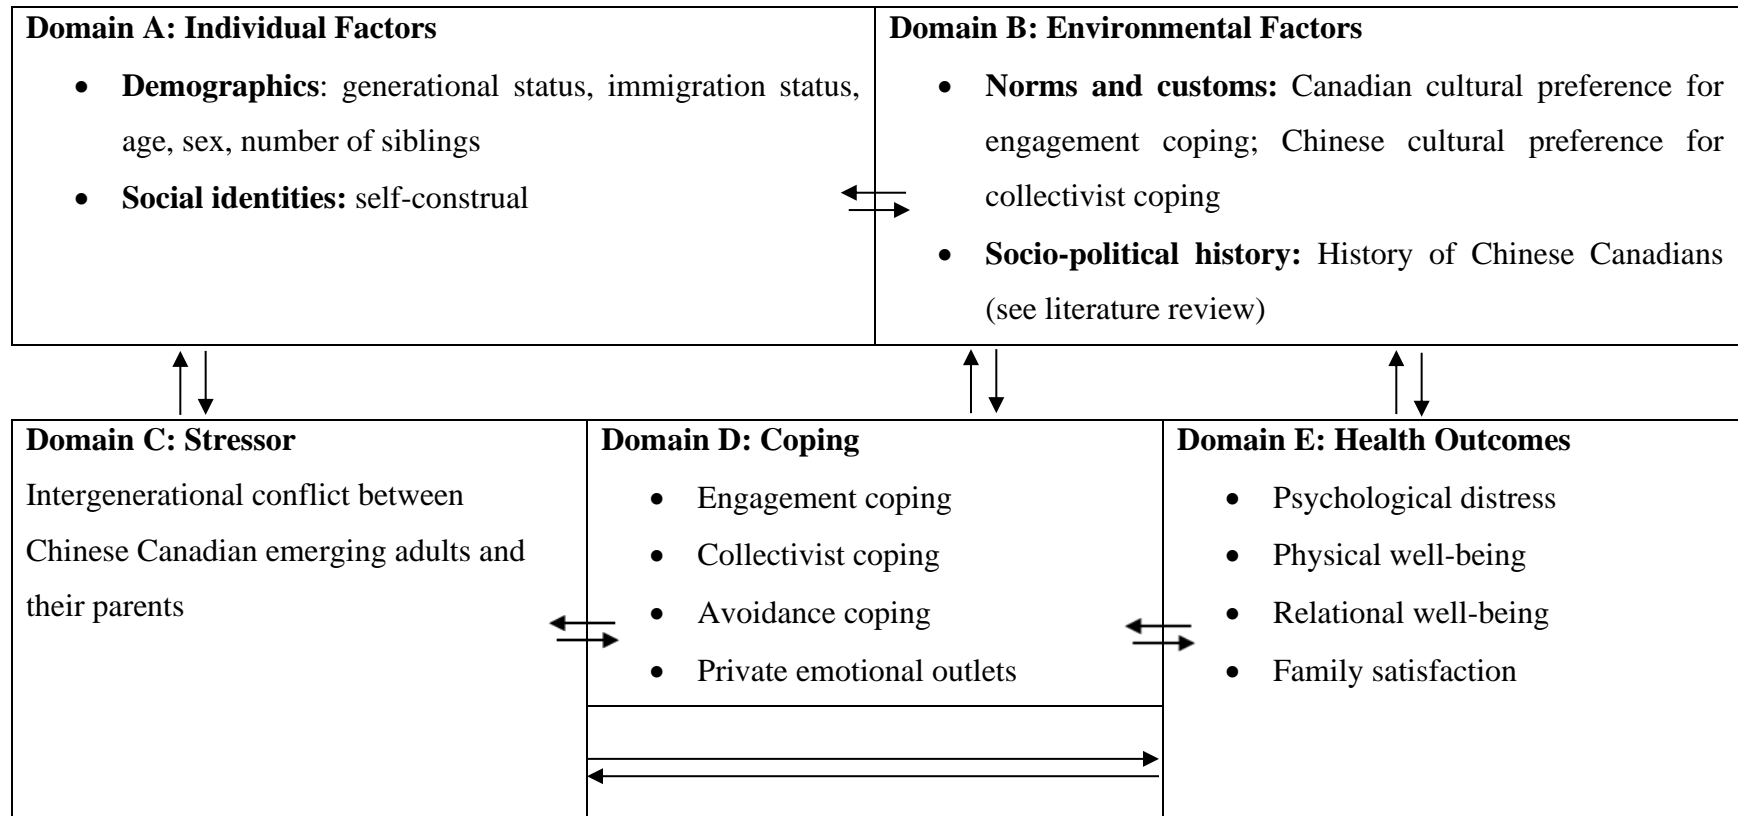 Domain A: Individual Factors
• Demographics: generational status, immigration status,
age, sex, number of siblings
• Social identities: self-construal
Domain B: Environmental Factors
• Norms and customs: Canadian cultural preference for
engagement coping; Chinese cultural preference for
collectivist coping
• Socio-political history: History of Chinese Canadians
(see literature review)
Domain C: Stressor
Intergenerational conflict between
Chinese Canadian emerging adults and
their parents
Domain D: Coping
• Engagement coping
• Collectivist coping
• Avoidance coping
• Private emotional outlets
Domain E: Health Outcomes
• Psychological distress
• Physical well-being
• Relational well-being
• Family satisfaction